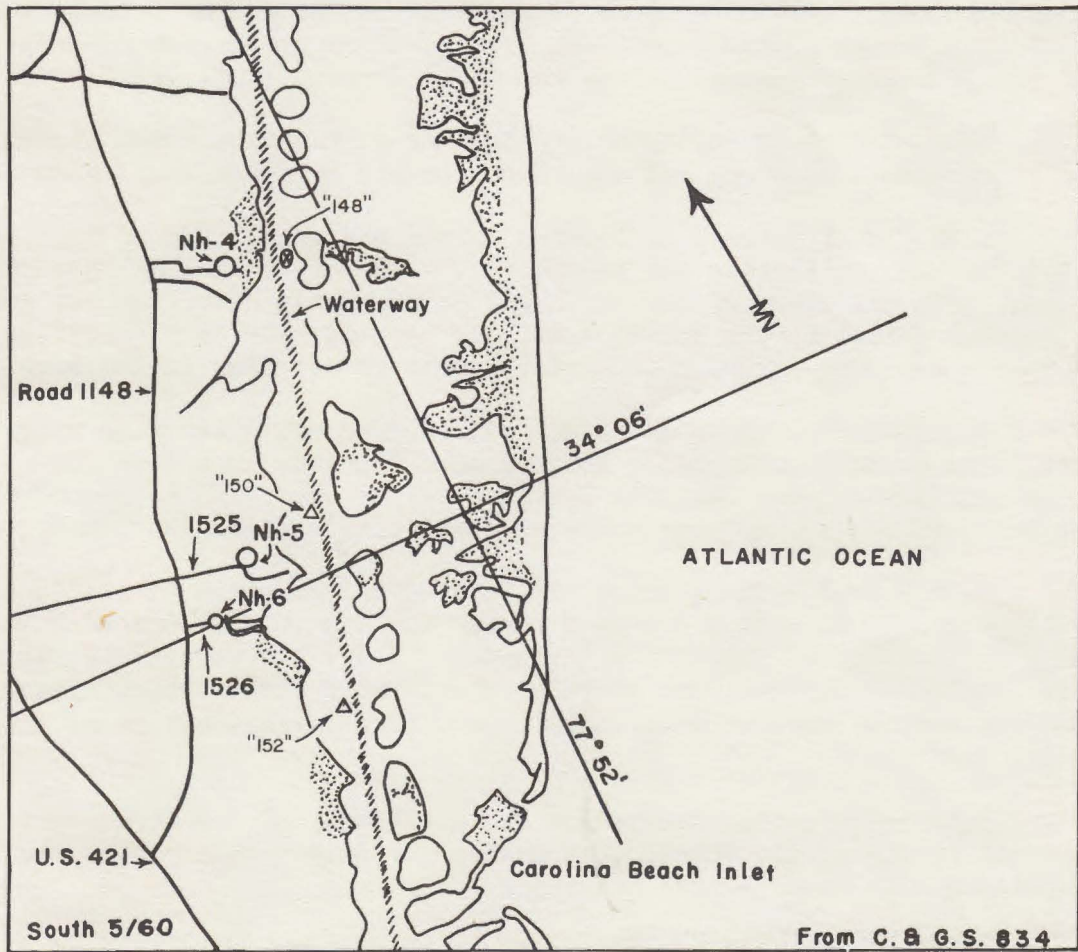 "148"
Nh-4
Waterway
MN
Road 1148
34° 06'
"150"
1525
Nh-5
ATLANTIC OCEAN
Nh-6
1526
"152"
77° 52'
U.S. 421
Carolina Beach Inlet
South 5/60
From C. & G.S. 834